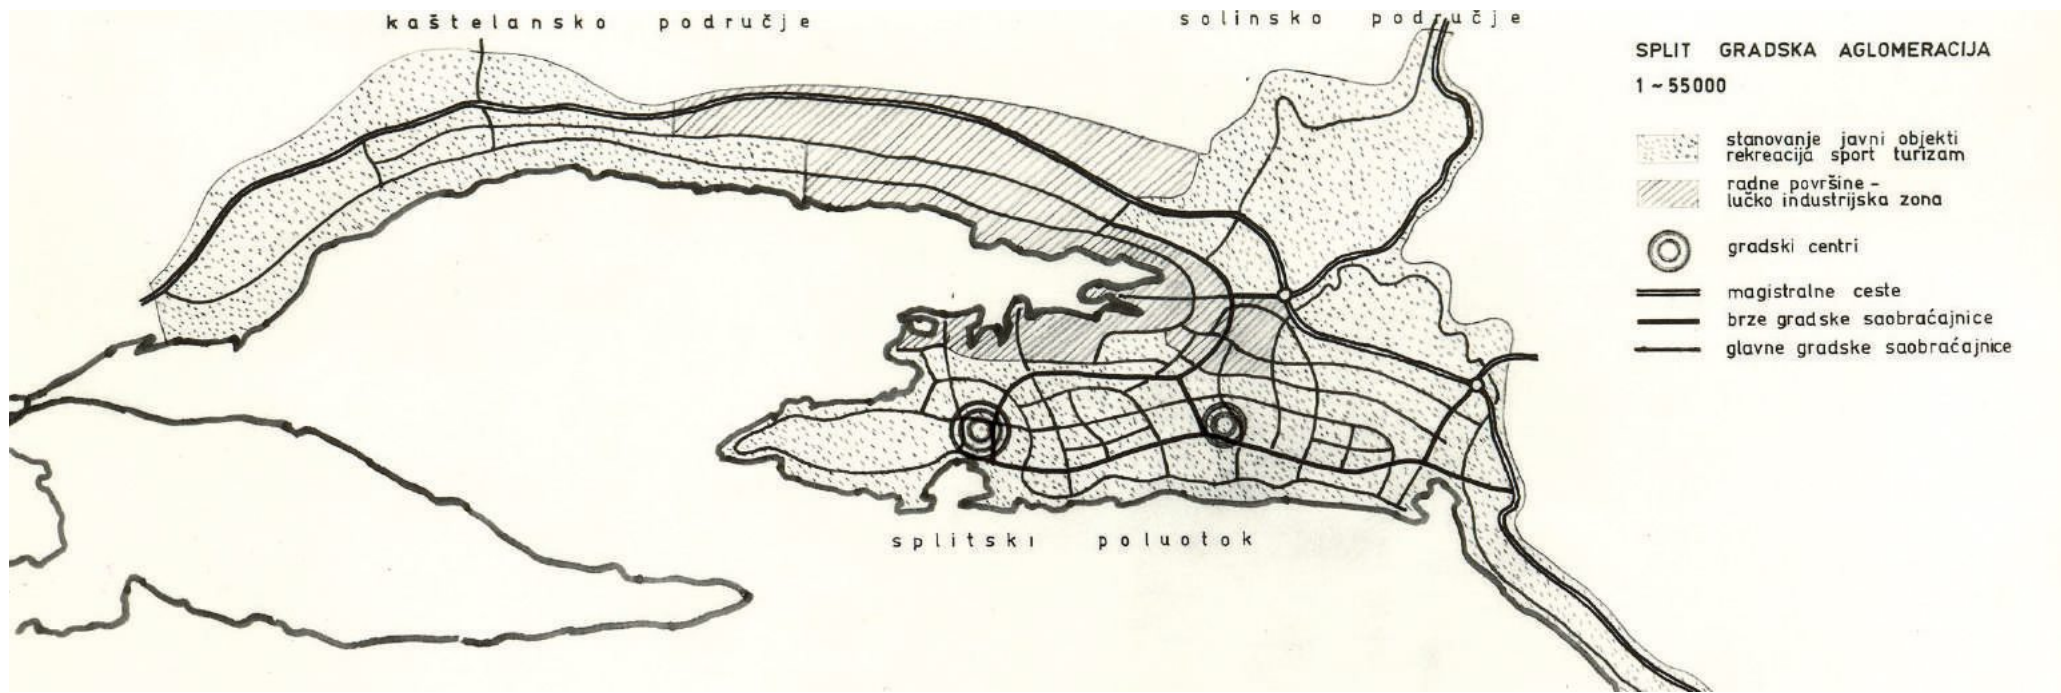 kaštelansko područje
solinsko područje
SPLIT GRADSKA AGLOMERACIJA
1 ~ 55000
stanovanje javni objekti
rekreacija sport turizam
radne površine -
lučko industrijska zona
gradski centri
magistralne ceste
brze gradske saobraćajnice
glavne gradske saobraćajnice
splitski poluotok